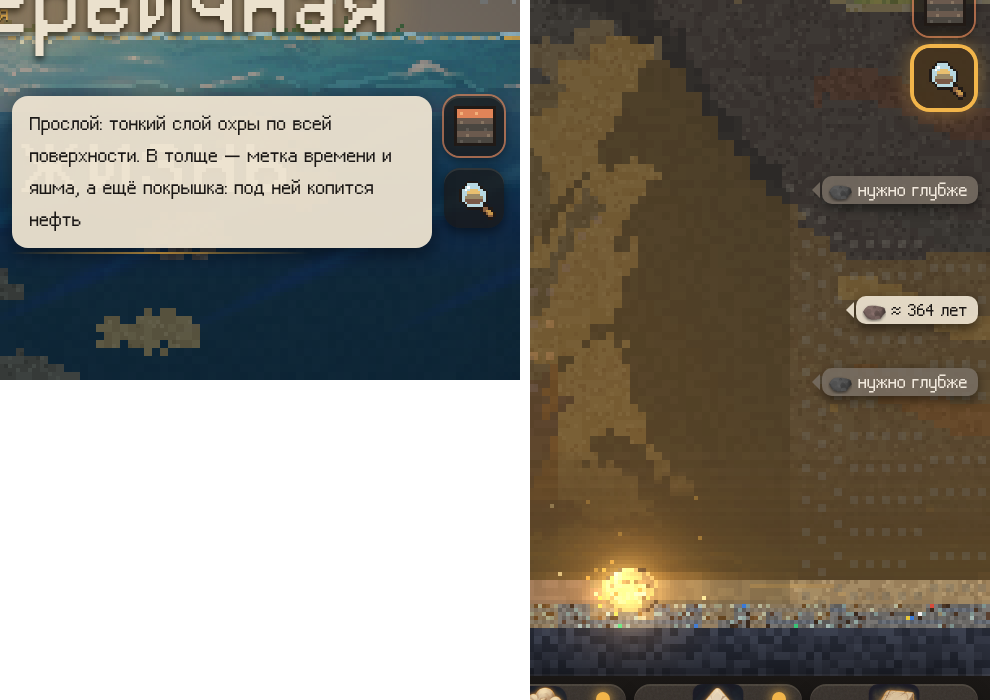 ервичная
Прослой: тонкий слой охры по всей
поверхности. В толще — метка времени и
яшма, а ещё покрышка: под ней копится
нефть
нужно глубже
≈ 364 лет
нужно глубже